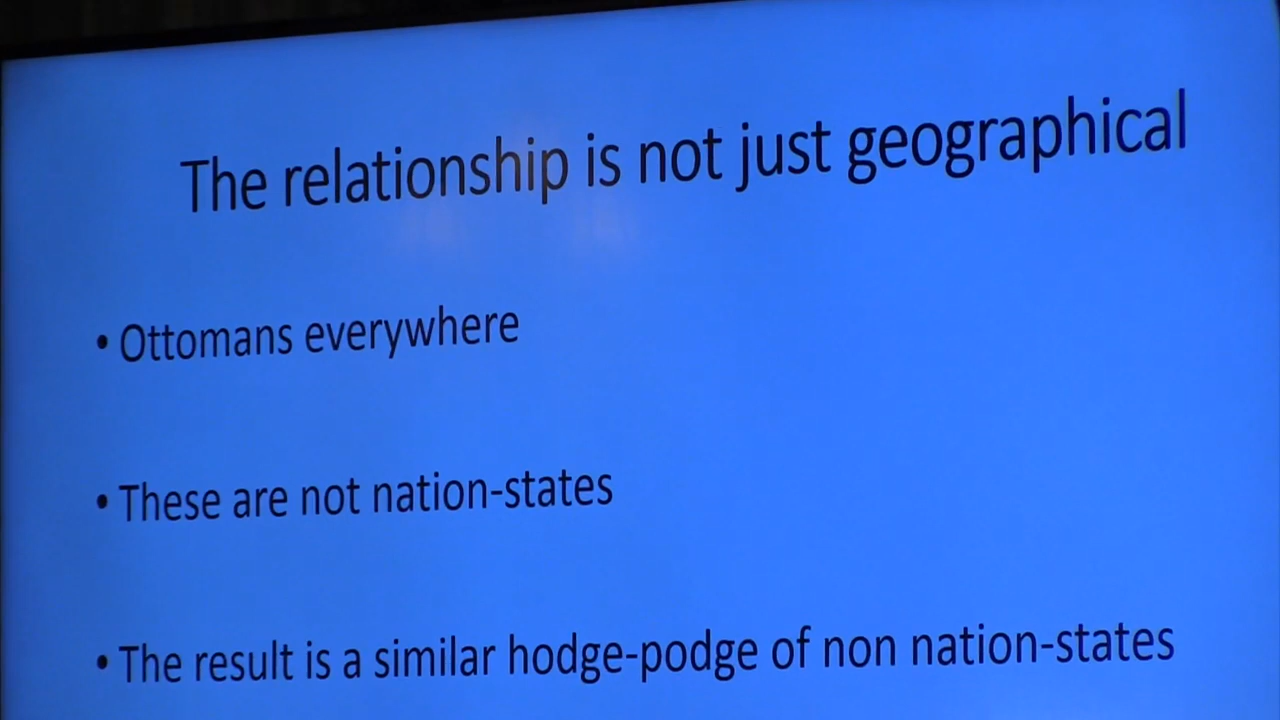 The relationship is not just geographical
• Ottomans everywhere
• These are not nation-states
• The result is a similar hodge-podge of non nation-states